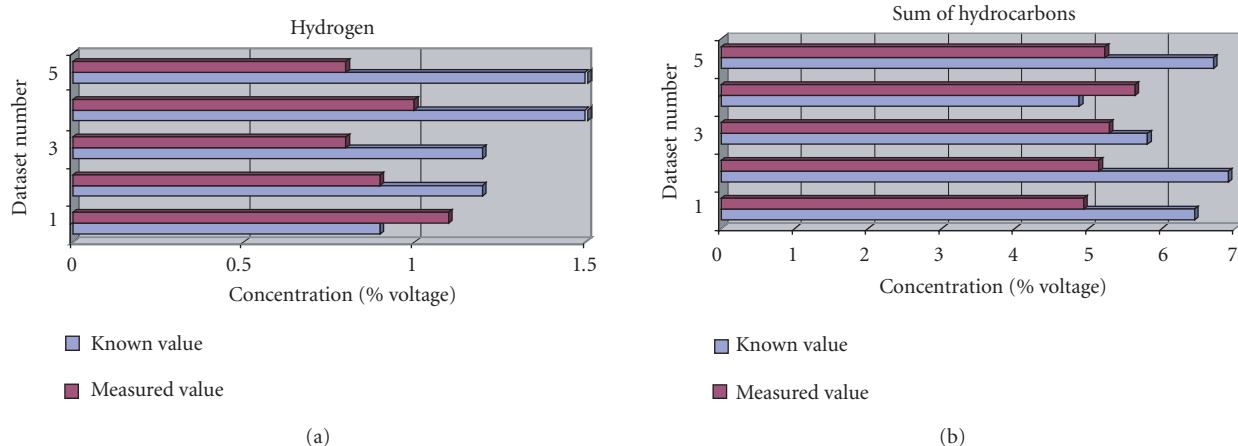 Hydrogen
Dataset number
5
3
1
0
0.5
1
1.5
Concentration (% voltage)
Known value
Measured value
(a)
Sum of hydrocarbons
Dataset number
5
3
1
0
1
2
3
4
5
6
7
Concentration (% voltage)
Known value
Measured value
(b)